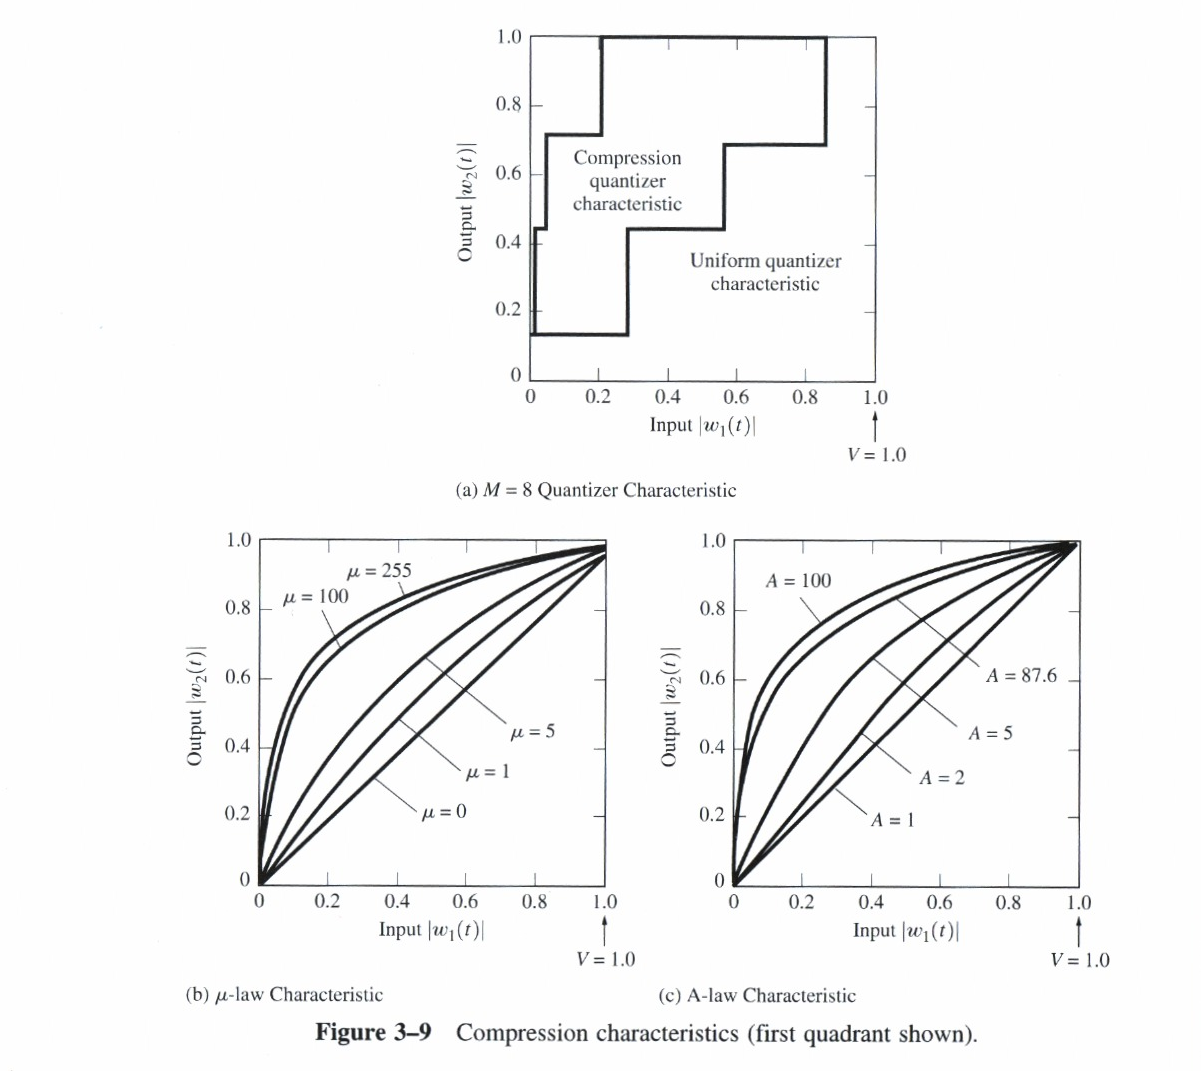 1.0
0.8
0.6
0.4
0.2
0
Output |w₂(t)|
Compression
quantizer
characteristic
Uniform quantizer
characteristic
0 0.2 0.4 0.6 0.8 1.0
Input |w₁(t)|
V = 1.0
(a) M = 8 Quantizer Characteristic
1.0
0.8
0.6
0.4
0.2
0
Output |w₂(t)|
μ = 255
μ = 100
μ = 5
μ = 1
μ = 0
0 0.2 0.4 0.6 0.8 1.0
Input |w₁(t)|
V = 1.0
(b) μ-law Characteristic
1.0
0.8
0.6
0.4
0.2
0
Output |w₂(t)|
A = 100
A = 87.6
A = 5
A = 2
A = 1
0 0.2 0.4 0.6 0.8 1.0
Input |w₁(t)|
V = 1.0
(c) A-law Characteristic
Figure 3–9 Compression characteristics (first quadrant shown).